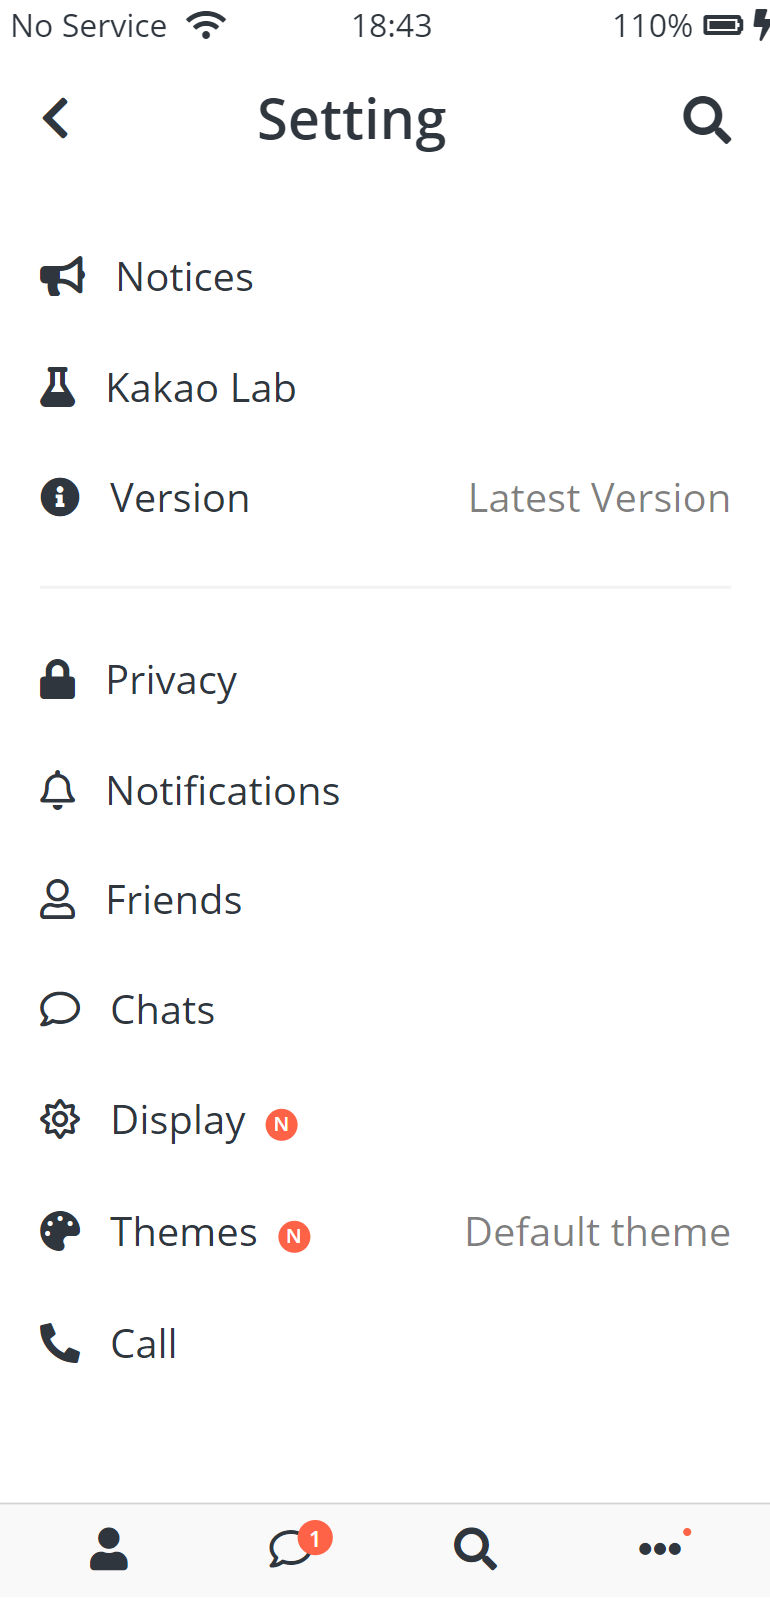 No Service 18:43 110%
Setting
Notices
Kakao Lab
Version Latest Version
Privacy
Notifications
Friends
Chats
Display N
Themes N Default theme
Call
1